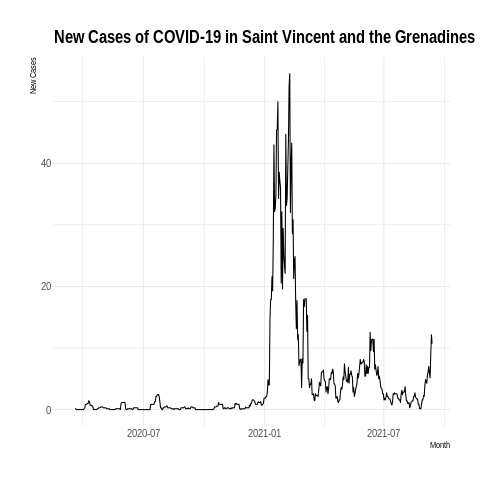 New Cases of COVID-19 in Saint Vincent and the Grenadines
New Cases
40
20
0
2020-07
2021-01
2021-07
Month